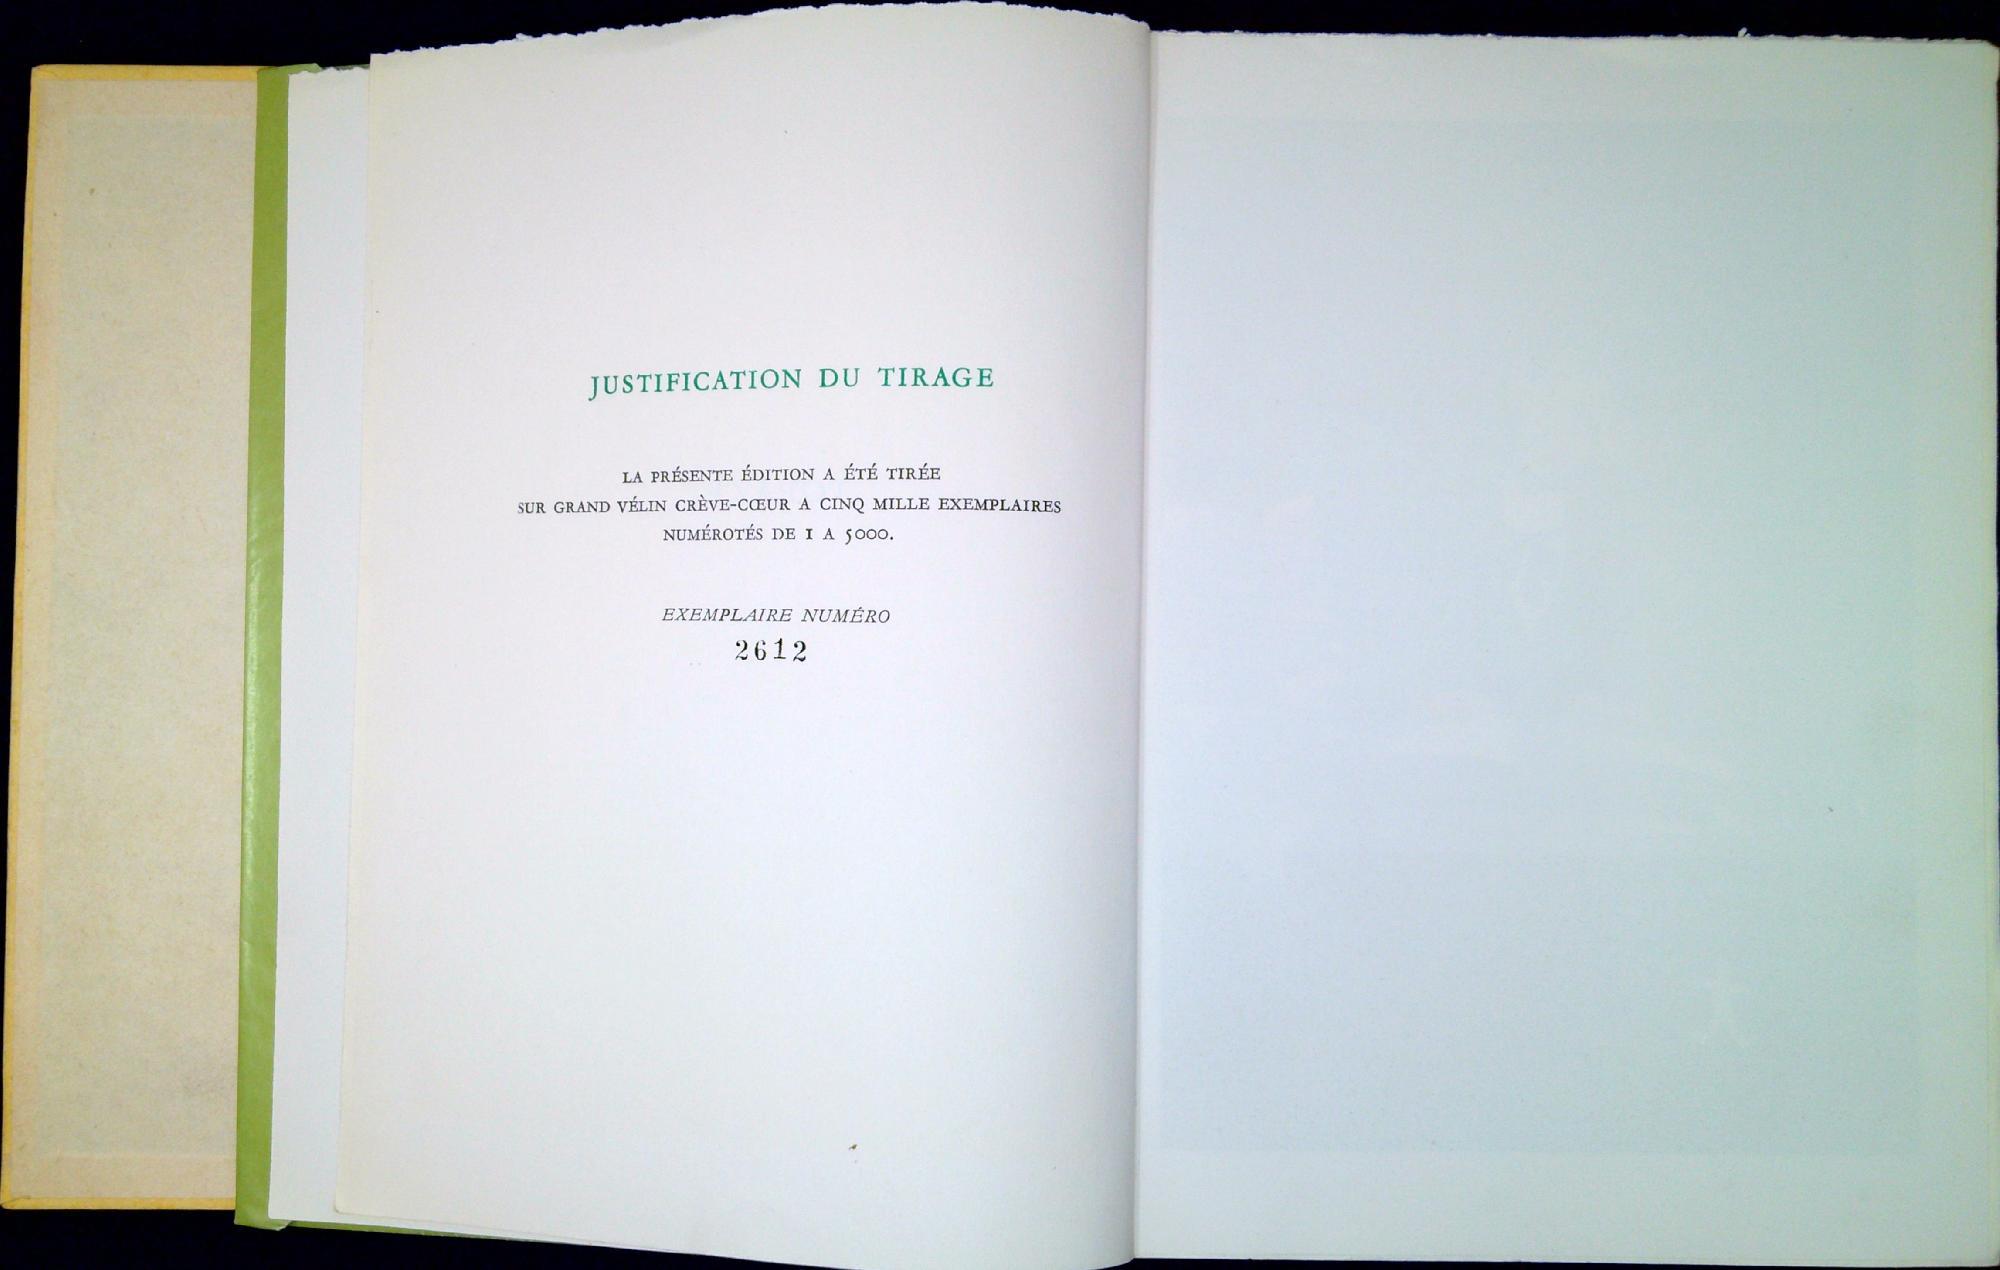 JUSTIFICATION DU TIRAGE
LA PRÉSENTE ÉDITION A ÉTÉ TIRÉE
SUR GRAND VÉLIN CRÈVE-CŒUR A CINQ MILLE EXEMPLAIRES
NUMÉROTÉS DE I A 5000.
EXEMPLAIRE NUMÉRO
2612